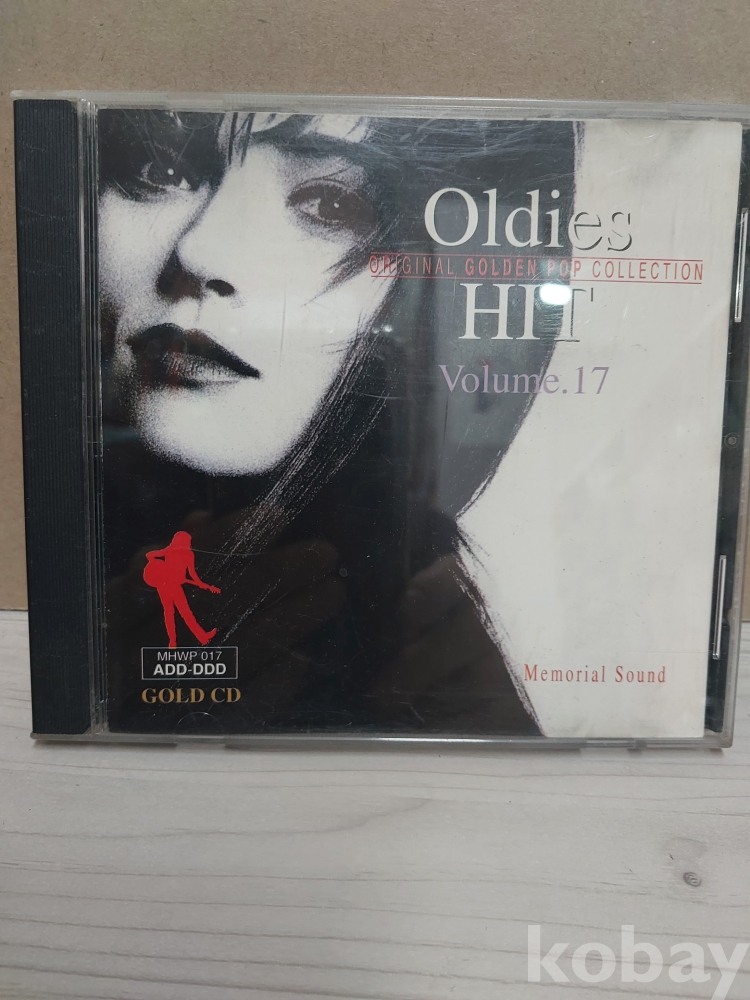 Oldies
ORIGINAL GOLDEN POP COLLECTION
HIT
Volume.17
MHWP 017
ADD-DDD
GOLD CD
Memorial Sound
kobay